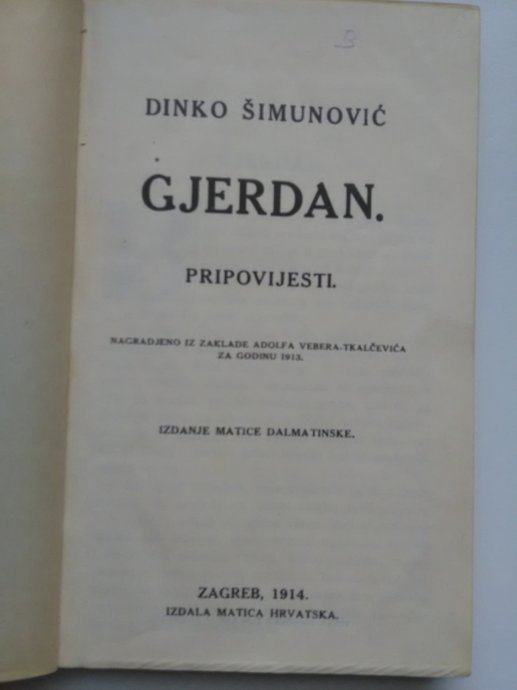 DINKO ŠIMUNOVIĆ
GJERDAN.
PRIPOVIJESTI.
NAGRADJENO IZ ZAKLADE ADOLFA VEBERA-TKALČEVIĆA
ZA GODINU 1913.
IZDANJE MATICE DALMATINSKE.
ZAGREB, 1914.
IZDALA MATICA HRVATSKA.